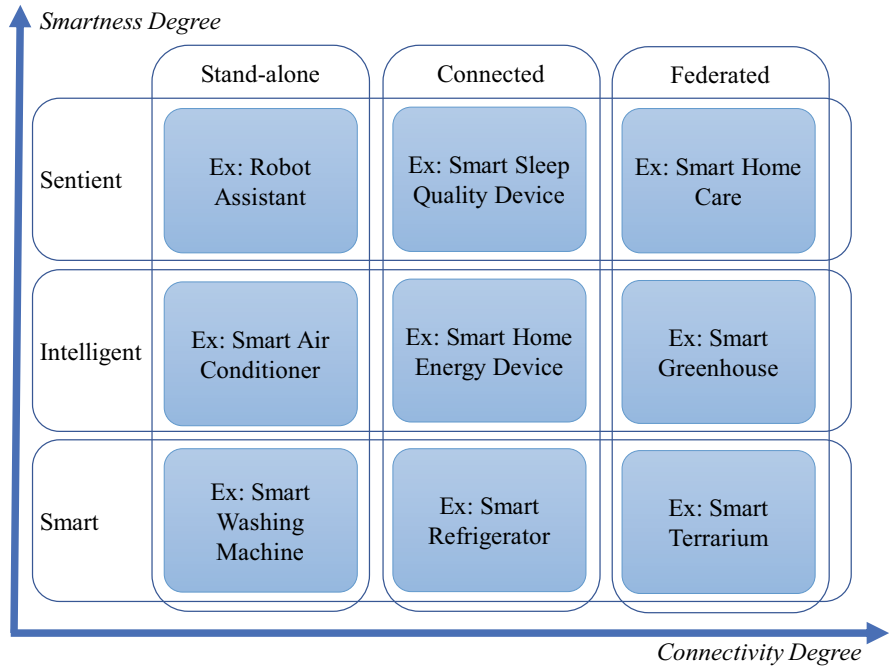 Smartness Degree
Stand-alone
Connected
Federated
Sentient
Ex: Robot
Assistant
Ex: Smart Sleep
Quality Device
Ex: Smart Home
Care
Intelligent
Ex: Smart Air
Conditioner
Ex: Smart Home
Energy Device
Ex: Smart
Greenhouse
Smart
Ex: Smart
Washing
Machine
Ex: Smart
Refrigerator
Ex: Smart
Terrarium
Connectivity Degree